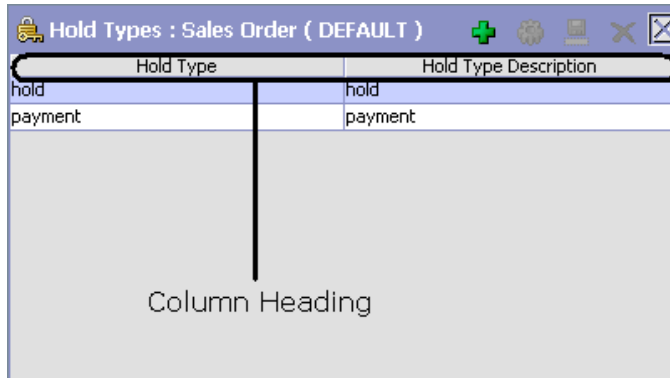 Hold Types : Sales Order ( DEFAULT )
Hold Type Hold Type Description
hold hold
payment payment
Column Heading